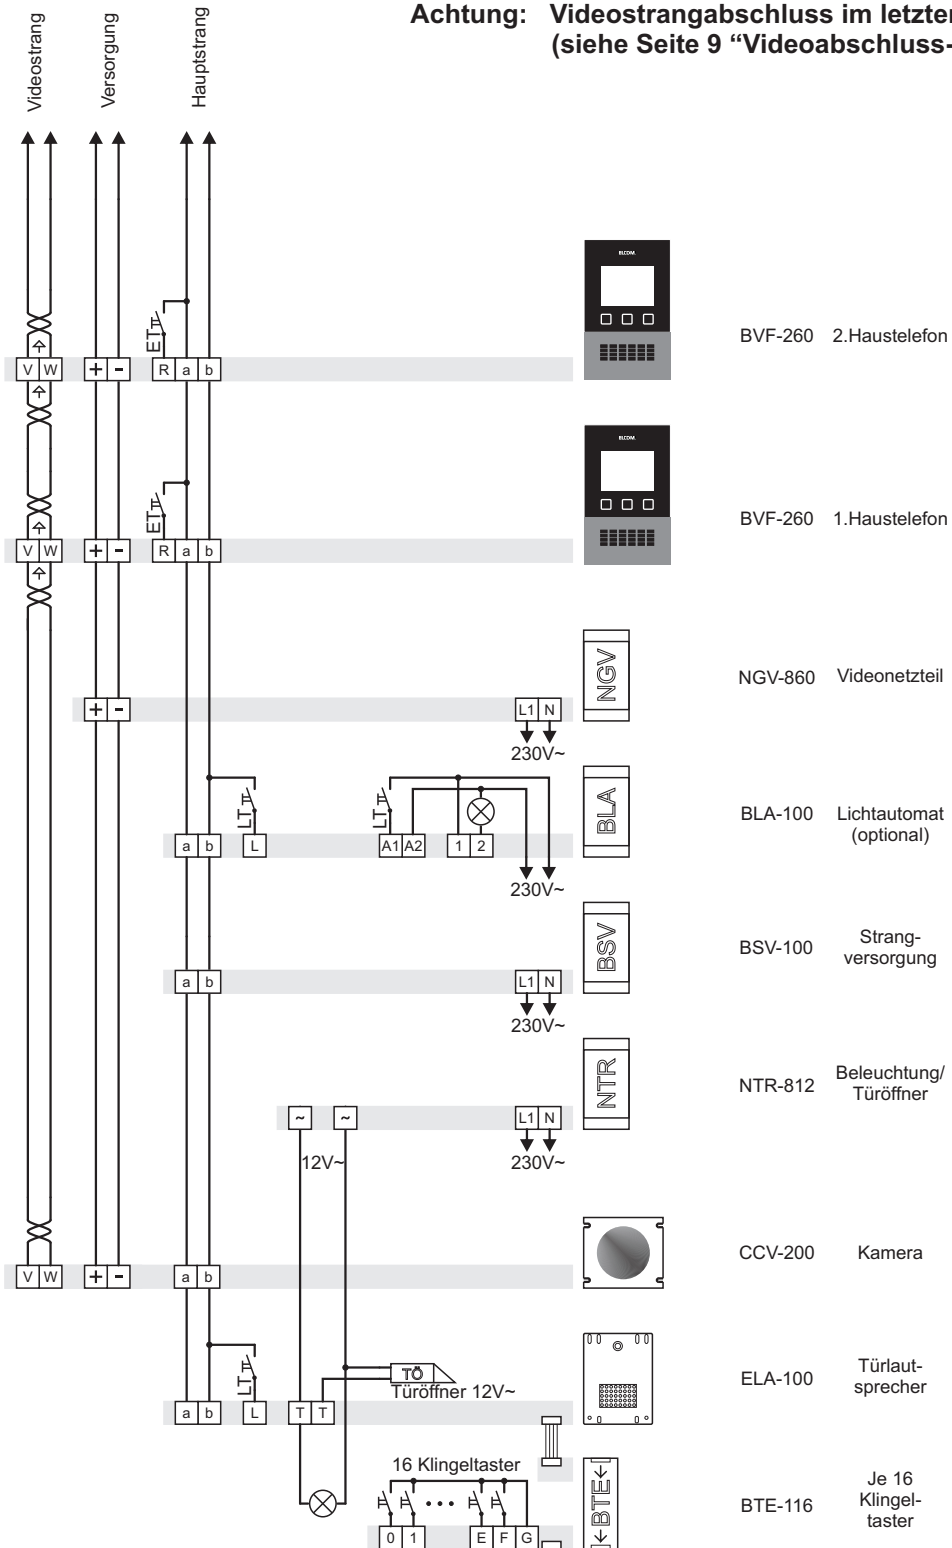 Achtung: Videostrangabschluss im letzten
(siehe Seite 9 “Videoabschluss-
Videostrang
Versorgung
Hauptstrang
ELCOM.
ET
V W + - R a b
BVF-260 2.Haustelefon
ELCOM.
ET
V W + - R a b
BVF-260 1.Haustelefon
+ - L1 N
230V~
NGV
NGV-860 Videonetzteil
LT
LT
a b L A1 A2 1 2
230V~
BLA
BLA-100 Lichtautomat
(optional)
a b L1 N
230V~
BSV
BSV-100 Strang-
versorgung
~ ~ L1 N
12V~
230V~
NTR
NTR-812 Beleuchtung/
Türöffner
V W + - a b
CCV-200 Kamera
LT
TÖ
Türöffner 12V~
a b L T T
ELA-100 Türlaut-
sprecher
16 Klingeltaster
0 1 E F G
BTE
BTE-116 Je 16
Klingel-
taster